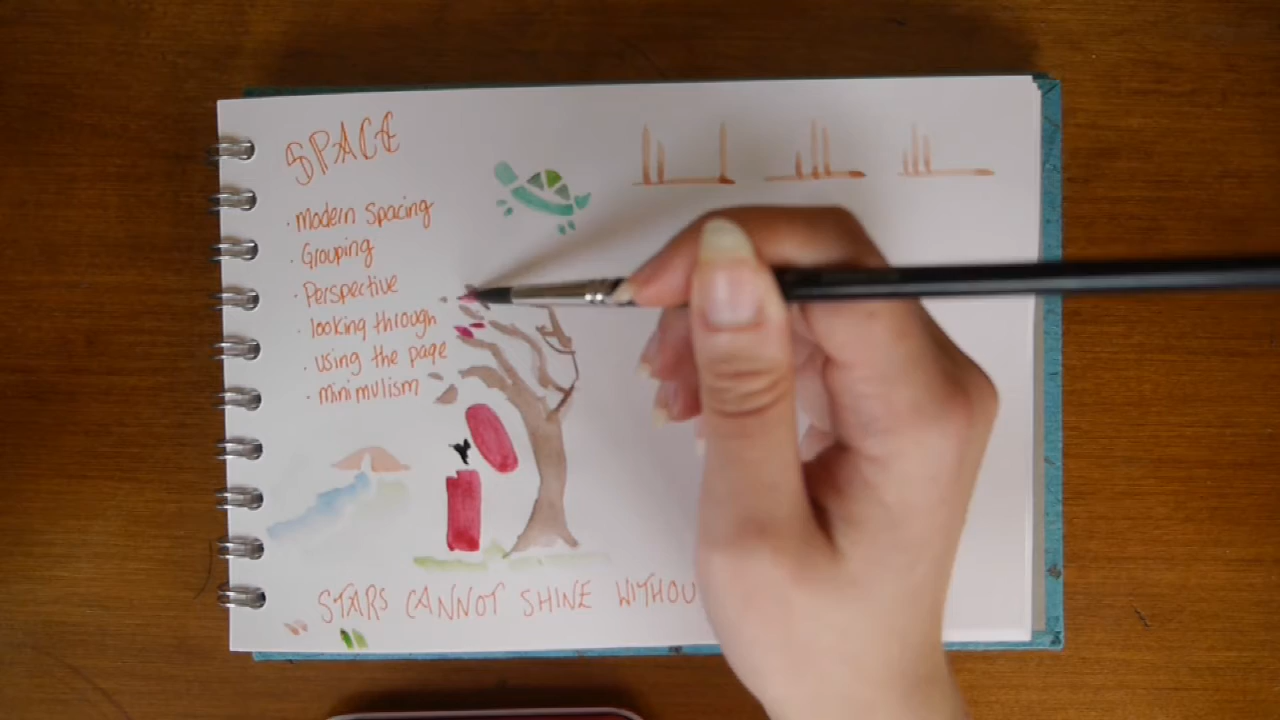 SPACE
· modern spacing
· Grouping
· Perspective
· looking through
· using the page
· minimulism
STARS CANNOT SHINE WITHOU